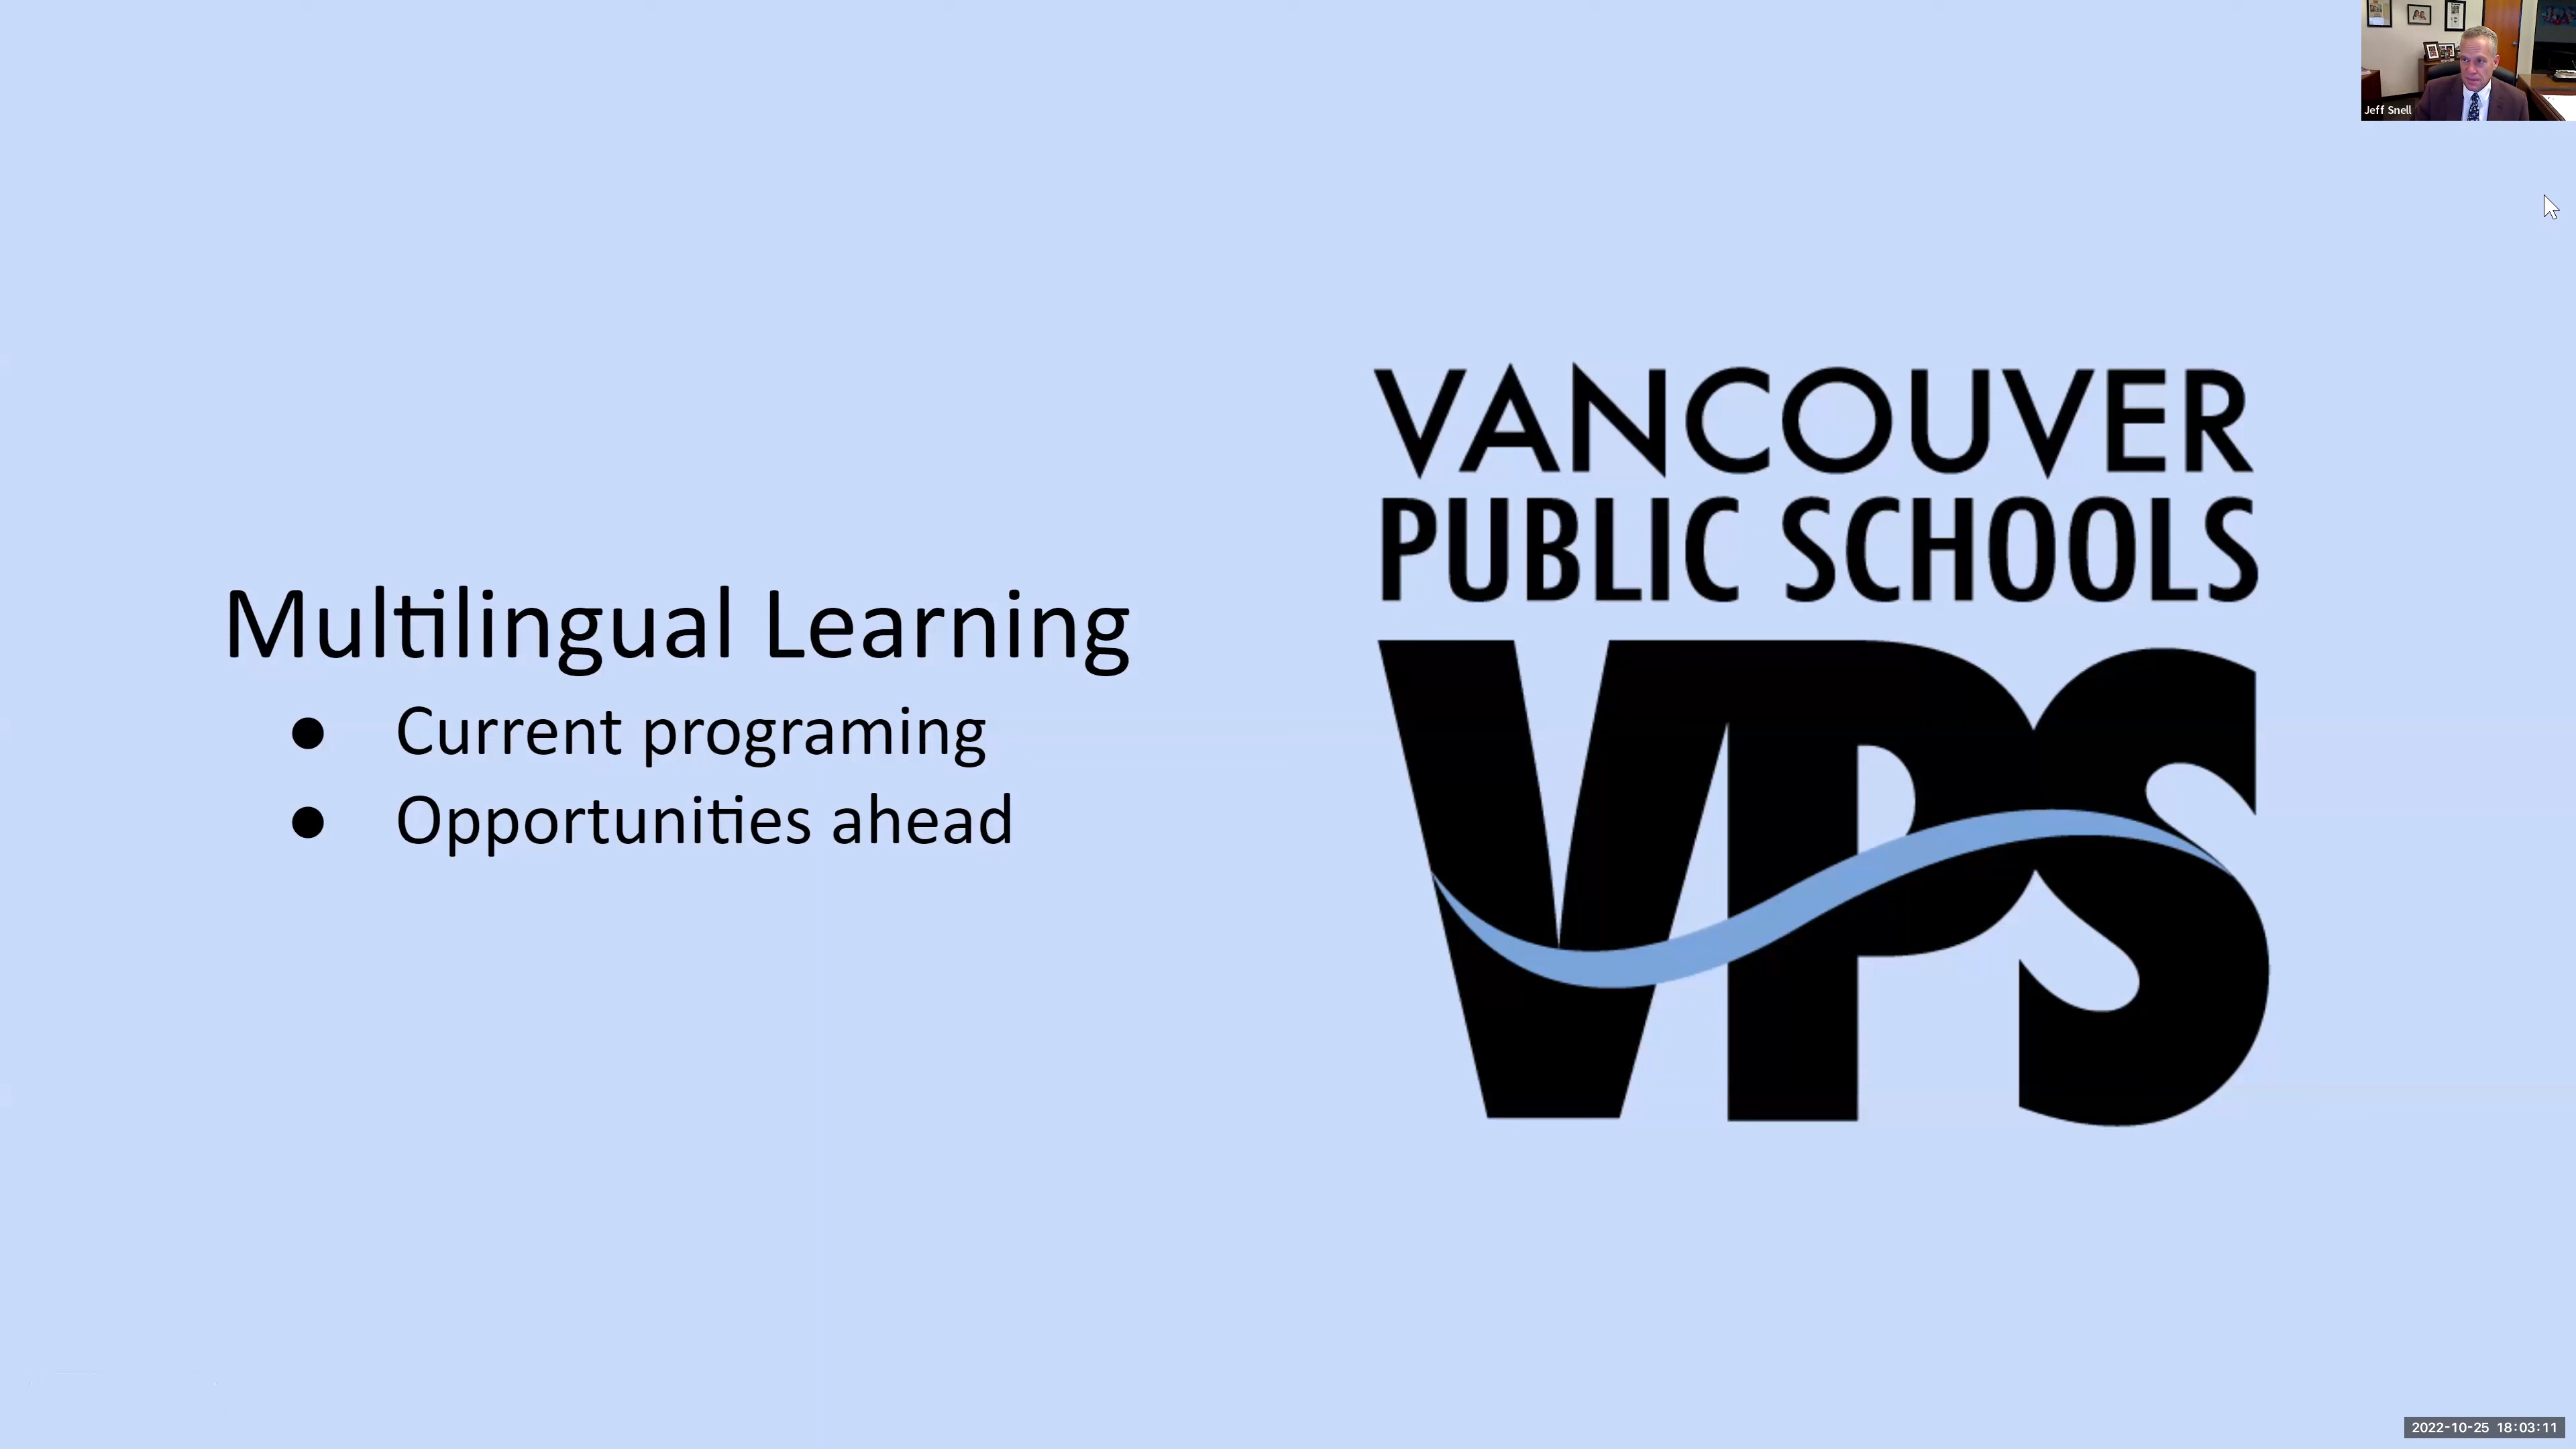 Jeff Snell
VANCOUVER
PUBLIC SCHOOLS
VPS
Multilingual Learning
● Current programing
● Opportunities ahead
2022-10-25 18:03:11